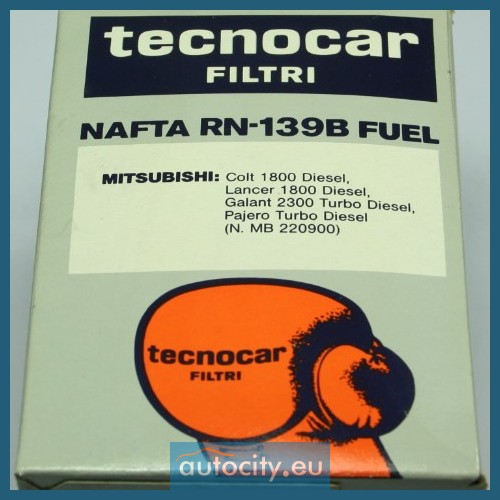 tecnocar
FILTRI
NAFTA RN-139B FUEL
MITSUBISHI: Colt 1800 Diesel,
Lancer 1800 Diesel,
Galant 2300 Turbo Diesel,
Pajero Turbo Diesel
(N. MB 220900)
tecnocar
FILTRI
autocity.eu